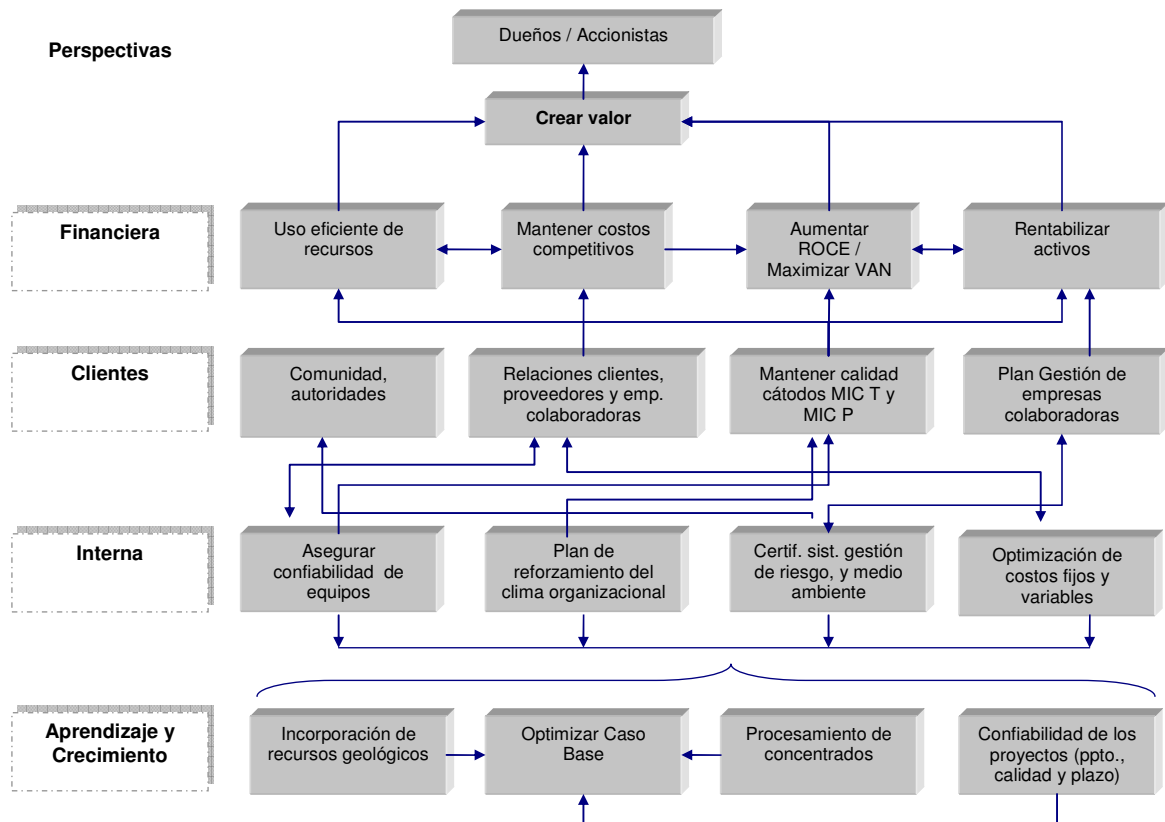 Perspectivas
Dueños / Accionistas
Crear valor
Financiera
Uso eficiente de
recursos
Mantener costos
competitivos
Aumentar
ROCE /
Maximizar VAN
Rentabilizar
activos
Clientes
Comunidad,
autoridades
Relaciones clientes,
proveedores y emp.
colaboradoras
Mantener calidad
cátodos MIC T y
MIC P
Plan Gestión de
empresas
colaboradoras
Interna
Asegurar
confiabilidad de
equipos
Plan de
reforzamiento del
clima organizacional
Certif. sist. gestión
de riesgo, y medio
ambiente
Optimización de
costos fijos y
variables
Aprendizaje y
Crecimiento
Incorporación de
recursos geológicos
Optimizar Caso
Base
Procesamiento de
concentrados
Confiabilidad de los
proyectos (ppto.,
calidad y plazo)